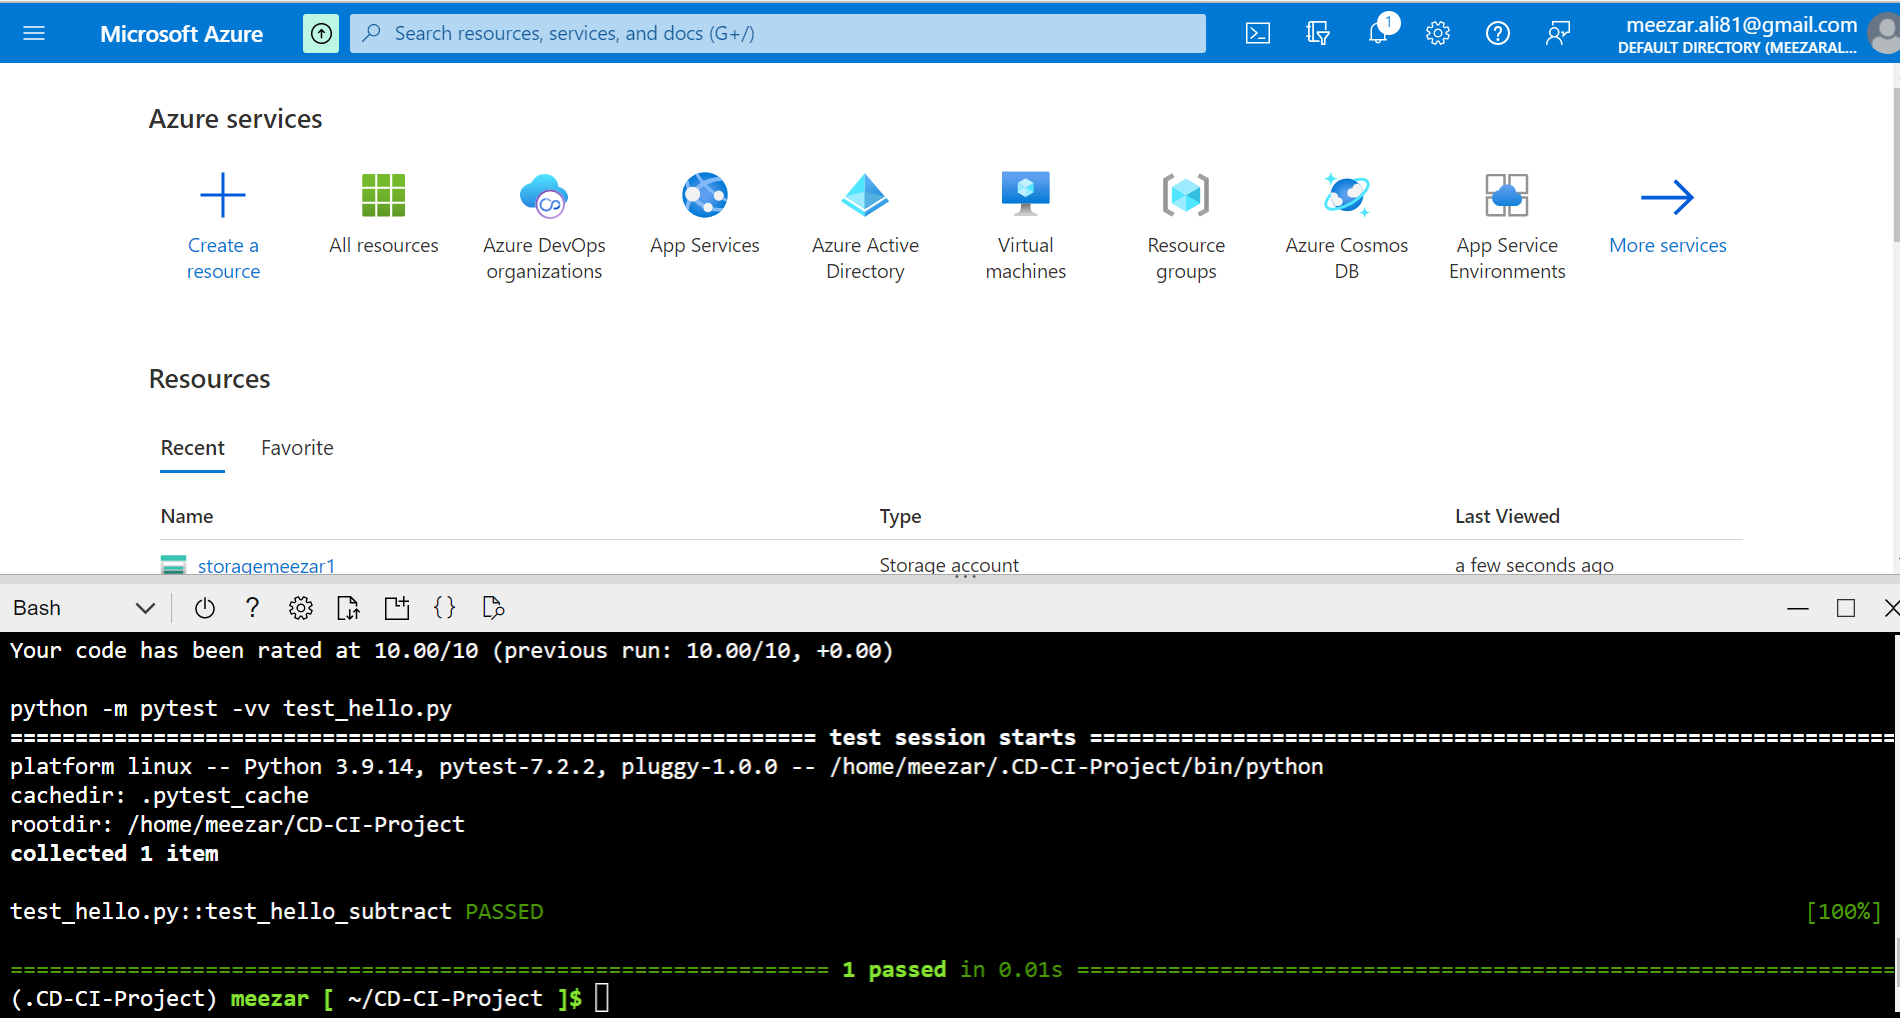 Microsoft Azure
Search resources, services, and docs (G+/)
1
meezar.ali81@gmail.com
DEFAULT DIRECTORY (MEEZARAL...
Azure services
Create a resource
All resources
Azure DevOps organizations
App Services
Azure Active Directory
Virtual machines
Resource groups
Azure Cosmos DB
App Service Environments
More services
Resources
Recent Favorite
Name Type Last Viewed
storagemeezar1 Storage account a few seconds ago
Bash
Your code has been rated at 10.00/10 (previous run: 10.00/10, +0.00)
python -m pytest -vv test_hello.py
============================================================== test session starts ==============================================================
platform linux -- Python 3.9.14, pytest-7.2.2, pluggy-1.0.0 -- /home/meezar/.CD-CI-Project/bin/python
cachedir: .pytest_cache
rootdir: /home/meezar/CD-CI-Project
collected 1 item
test_hello.py::test_hello_subtract PASSED [100%]
=============================================================== 1 passed in 0.01s ===============================================================
(.CD-CI-Project) meezar [ ~/CD-CI-Project ]$